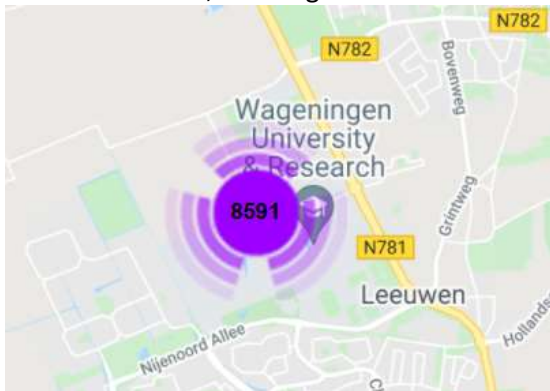 N782
N782
Bovenweg
Wageningen
University
& Research
8591
Grintweg
N781
Leeuwen
Hollands
Nijenoord Allee